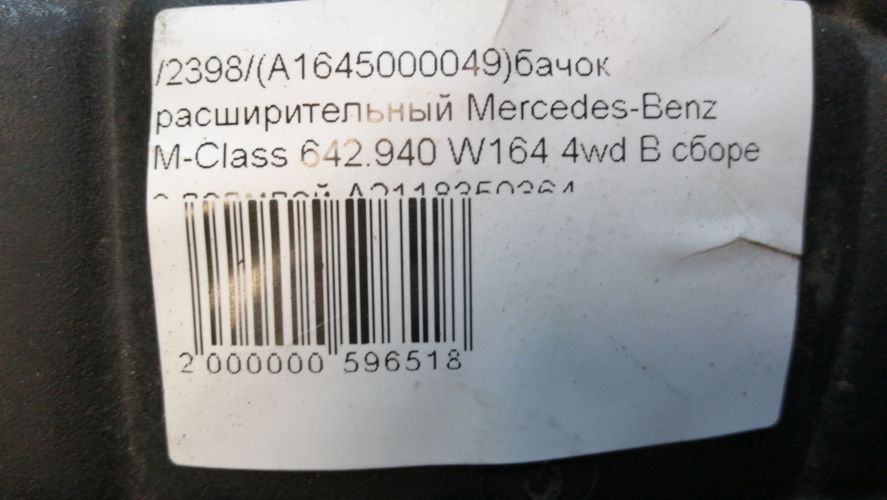 /2398/(A1645000049)бачок
расширительный Mercedes-Benz
M-Class 642.940 W164 4wd В сборе
2 000000 596518